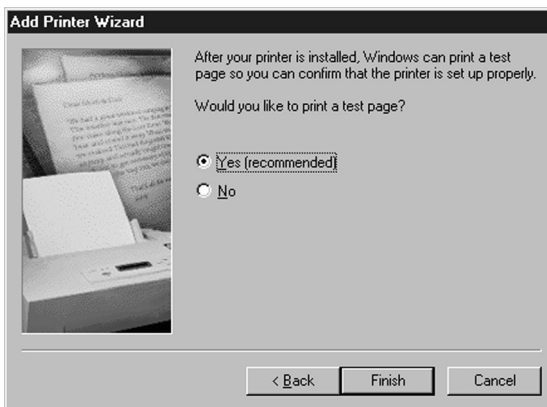 Add Printer Wizard
After your printer is installed, Windows can print a test
page so you can confirm that the printer is set up properly.
Would you like to print a test page?
Yes (recommended)
No
< Back Finish Cancel